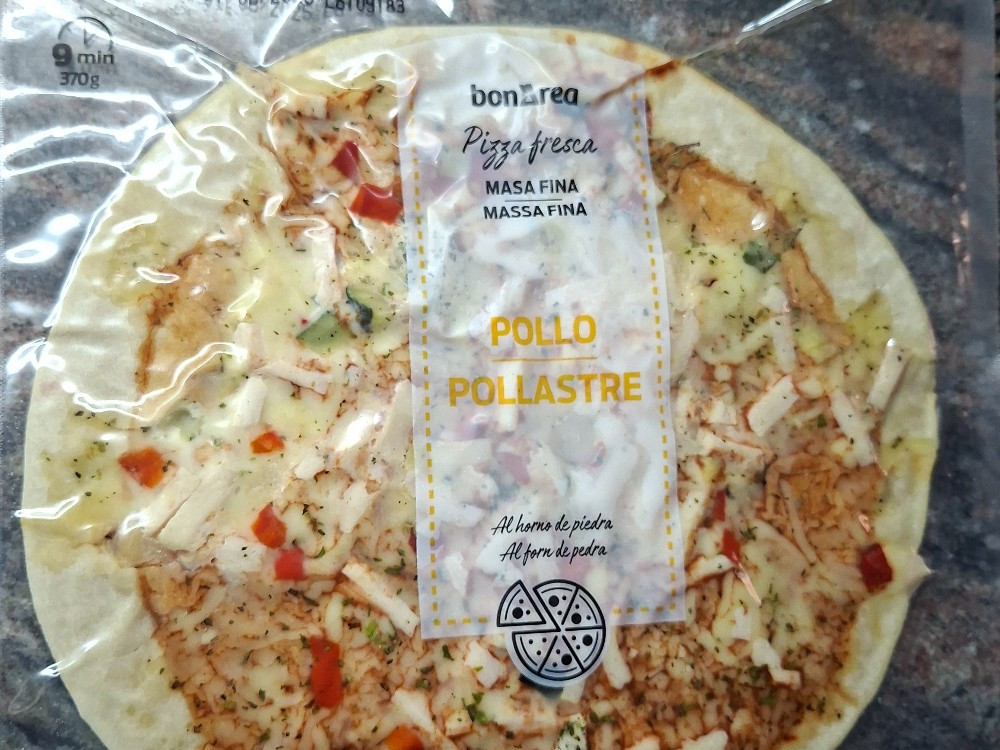 9 min
370g
bonÀrea
Pizza fresca
MASA FINA
MASSA FINA
POLLO
POLLASTRE
Al horno de piedra
Al forn de pedra